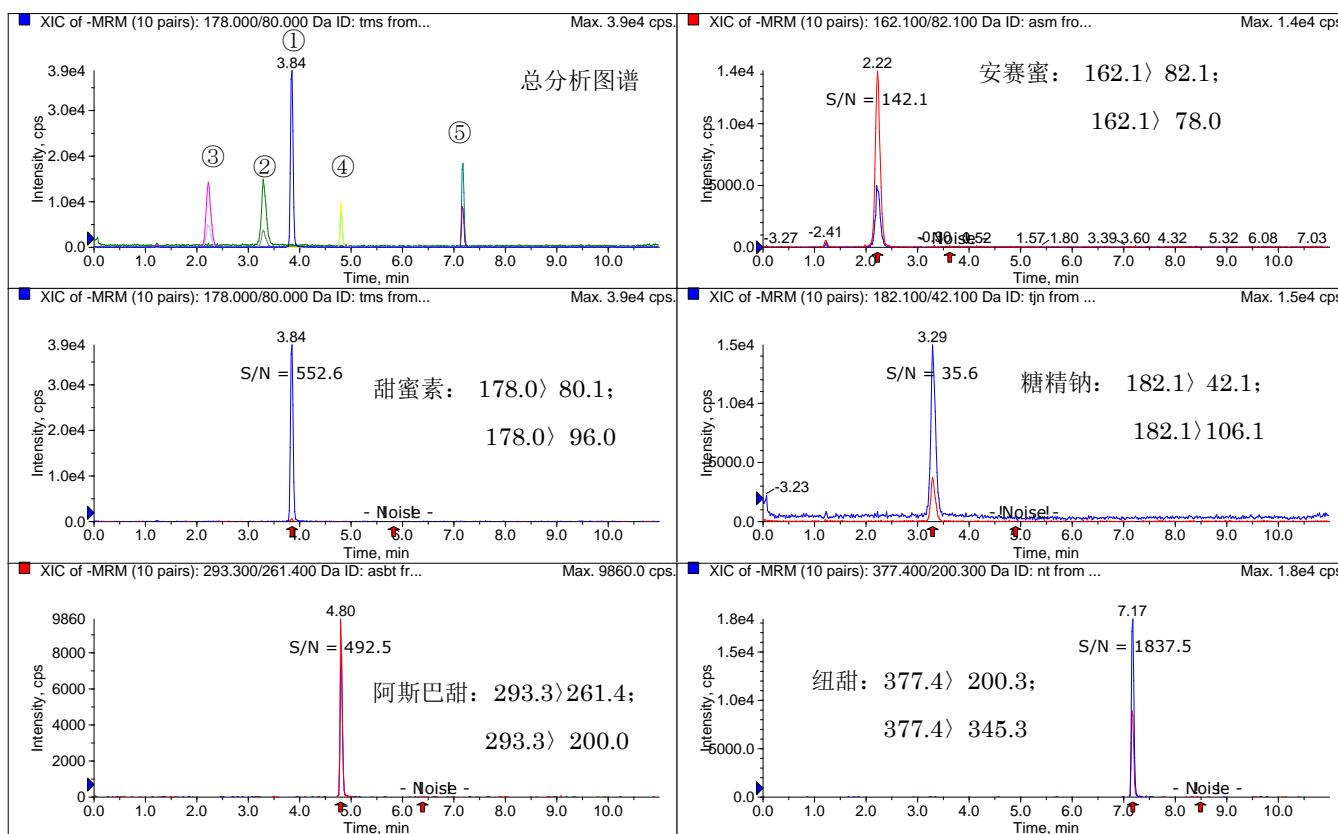 XIC of -MRM (10 pairs): 178.000/80.000 Da ID: tms from... Max. 3.9e4 cps.
①
3.84
3.9e4
总分析图谱
3.0e4
⑤
2.0e4
③ ② ④
1.0e4
0.0
0.0 1.0 2.0 3.0 4.0 5.0 6.0 7.0 8.0 9.0 10.0
Time, min
Intensity, cps
XIC of -MRM (10 pairs): 162.100/82.100 Da ID: asm fro... Max. 1.4e4 cps.
2.22
1.4e4
安赛蜜: 162.1〉82.1;
S/N = 142.1
1.0e4
162.1〉78.0
5000.0
-3.27 -2.41 - Noise - 1.57 1.80 3.39 3.60 4.32 5.32 6.08 7.03
0.0
0.0 1.0 2.0 3.0 4.0 5.0 6.0 7.0 8.0 9.0 10.0
Time, min
Intensity, cps
XIC of -MRM (10 pairs): 178.000/80.000 Da ID: tms from... Max. 3.9e4 cps.
3.84
3.9e4
S/N = 552.6
甜蜜素: 178.0〉80.1;
3.0e4
2.0e4
178.0〉96.0
1.0e4
- Noise -
0.0
0.0 1.0 2.0 3.0 4.0 5.0 6.0 7.0 8.0 9.0 10.0
Time, min
Intensity, cps
XIC of -MRM (10 pairs): 182.100/42.100 Da ID: tjn from ... Max. 1.5e4 cps.
3.29
1.5e4
S/N = 35.6
糖精钠: 182.1〉42.1;
1.0e4
182.1〉106.1
5000.0
-3.23
- Noise -
0.0
0.0 1.0 2.0 3.0 4.0 5.0 6.0 7.0 8.0 9.0 10.0
Time, min
Intensity, cps
XIC of -MRM (10 pairs): 293.300/261.400 Da ID: asbt fr... Max. 9860.0 cps.
4.80
9860
S/N = 492.5
8000
阿斯巴甜: 293.3〉261.4;
6000
293.3〉200.0
4000
2000
- Noise -
0
0.0 1.0 2.0 3.0 4.0 5.0 6.0 7.0 8.0 9.0 10.0
Time, min
Intensity, cps
XIC of -MRM (10 pairs): 377.400/200.300 Da ID: nt from ... Max. 1.8e4 cps.
7.17
1.8e4
S/N = 1837.5
1.5e4
纽甜: 377.4〉200.3;
1.0e4
377.4〉345.3
5000.0
- Noise -
0.0
0.0 1.0 2.0 3.0 4.0 5.0 6.0 7.0 8.0 9.0 10.0
Time, min
Intensity, cps